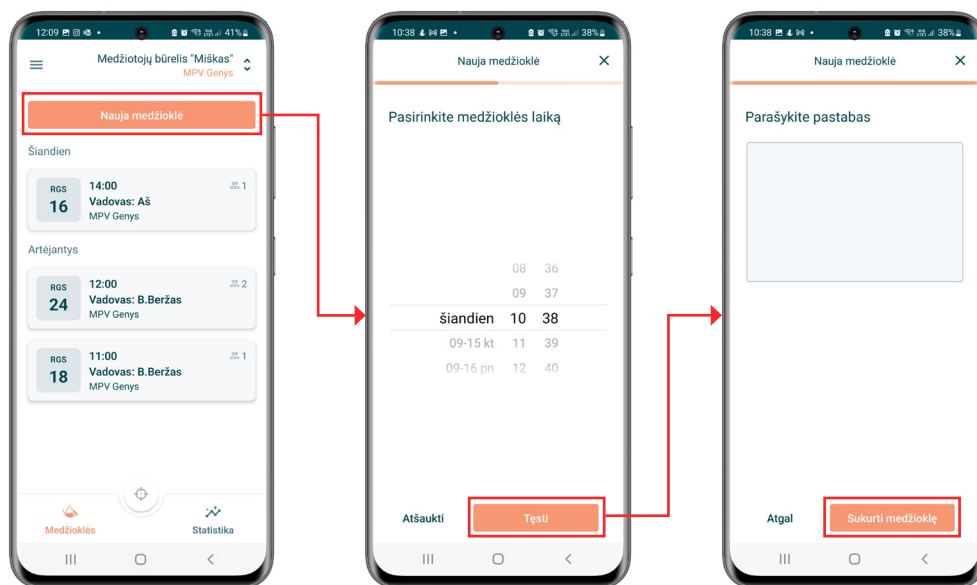 12:09
41%
Medžiotojų būrelis "Miškas"
MPV Genys
Nauja medžioklė
Šiandien
RGS
16
14:00
Vadovas: Aš
MPV Genys
1
Artėjantys
RGS
24
12:00
Vadovas: B.Beržas
MPV Genys
2
RGS
18
11:00
Vadovas: B.Beržas
MPV Genys
1
Medžioklės
Statistika
10:38
38%
Nauja medžioklė
Pasirinkite medžioklės laiką
08 36
09 37
šiandien 10 38
09-15 kt 11 39
09-16 pn 12 40
Atšaukti
Tęsti
10:38
38%
Nauja medžioklė
Parašykite pastabas
Atgal
Sukurti medžioklę